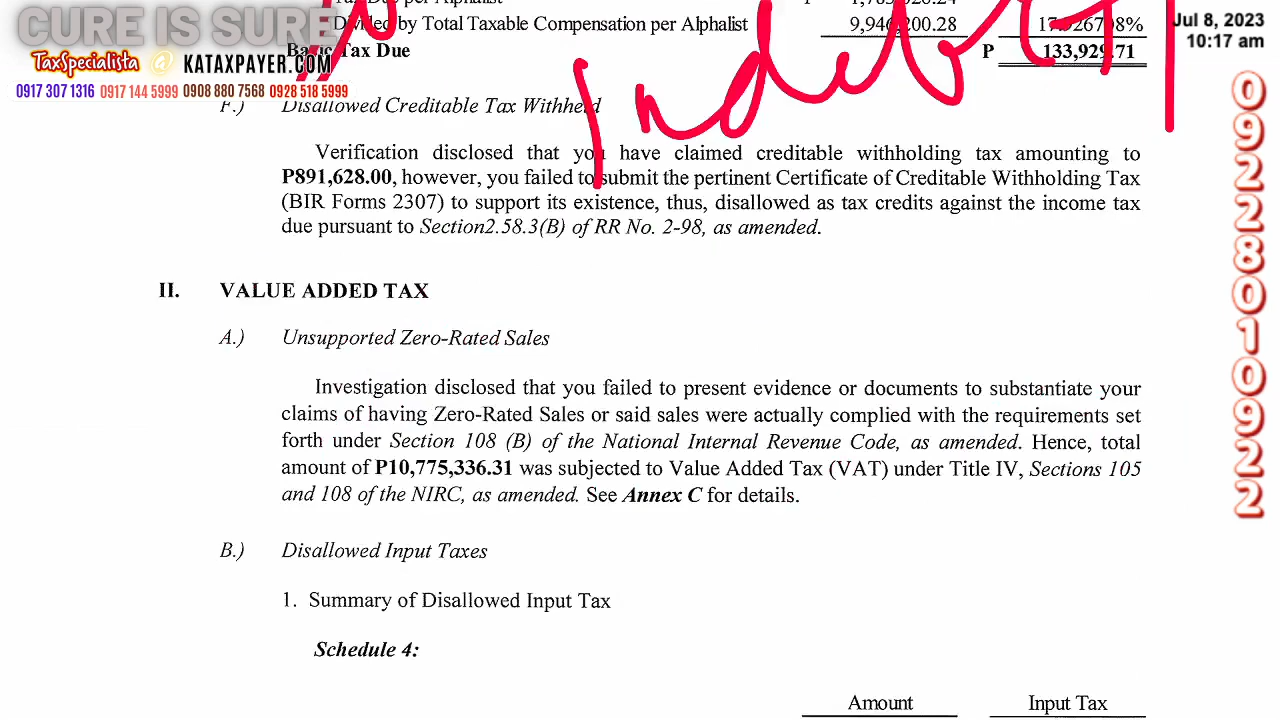 CURE IS SURE
TaxSpecialista @ KATAXPAYER.COM
0917 307 1316 0917 144 5999 0908 880 7568 0928 518 5999
Jul 8, 2023
10:17 am
09228010922
Divided by Total Taxable Compensation per Alphalist
Basic Tax Due P 133,929.71
F.) Disallowed Creditable Tax Withheld
Verification disclosed that you have claimed creditable withholding tax amounting to
P891,628.00, however, you failed to submit the pertinent Certificate of Creditable Withholding Tax
(BIR Forms 2307) to support its existence, thus, disallowed as tax credits against the income tax
due pursuant to Section2.58.3(B) of RR No. 2-98, as amended.
II. VALUE ADDED TAX
A.) Unsupported Zero-Rated Sales
Investigation disclosed that you failed to present evidence or documents to substantiate your
claims of having Zero-Rated Sales or said sales were actually complied with the requirements set
forth under Section 108 (B) of the National Internal Revenue Code, as amended. Hence, total
amount of P10,775,336.31 was subjected to Value Added Tax (VAT) under Title IV, Sections 105
and 108 of the NIRC, as amended. See Annex C for details.
B.) Disallowed Input Taxes
1. Summary of Disallowed Input Tax
Schedule 4:
Amount Input Tax